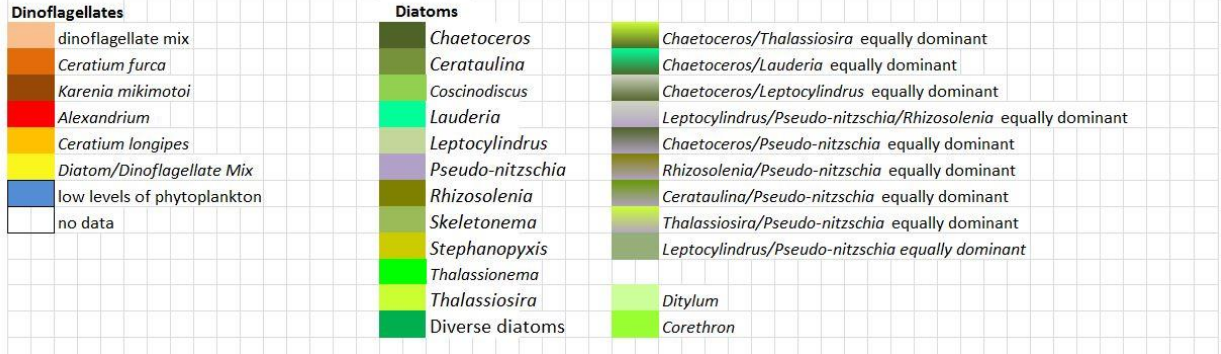 Dinoflagellates
dinoflagellate mix
Ceratium furca
Karenia mikimotoi
Alexandrium
Ceratium longipes
Diatom/Dinoflagellate Mix
low levels of phytoplankton
no data
Diatoms
Chaetoceros
Cerataulina
Coscinodiscus
Lauderia
Leptocylindrus
Pseudo-nitzschia
Rhizosolenia
Skeletonema
Stephanopyxis
Thalassionema
Thalassiosira
Diverse diatoms
Chaetoceros/Thalassiosira equally dominant
Chaetoceros/Lauderia equally dominant
Chaetoceros/Leptocylindrus equally dominant
Leptocylindrus/Pseudo-nitzschia/Rhizosolenia equally dominant
Chaetoceros/Pseudo-nitzschia equally dominant
Rhizosolenia/Pseudo-nitzschia equally dominant
Cerataulina/Pseudo-nitzschia equally dominant
Thalassiosira/Pseudo-nitzschia equally dominant
Leptocylindrus/Pseudo-nitzschia equally dominant
Ditylum
Corethron